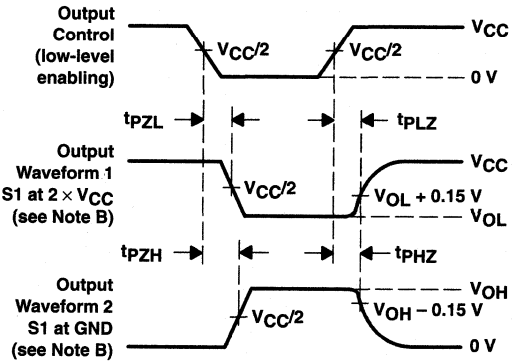 Output
Control
(low-level
enabling)
VCC/2
VCC/2
VCC
0 V
tPZL
tPLZ
Output
Waveform 1
S1 at 2 × VCC
(see Note B)
VCC/2
VCC
VOL + 0.15 V
VOL
tPZH
tPHZ
Output
Waveform 2
S1 at GND
(see Note B)
VCC/2
VOH
VOH − 0.15 V
0 V